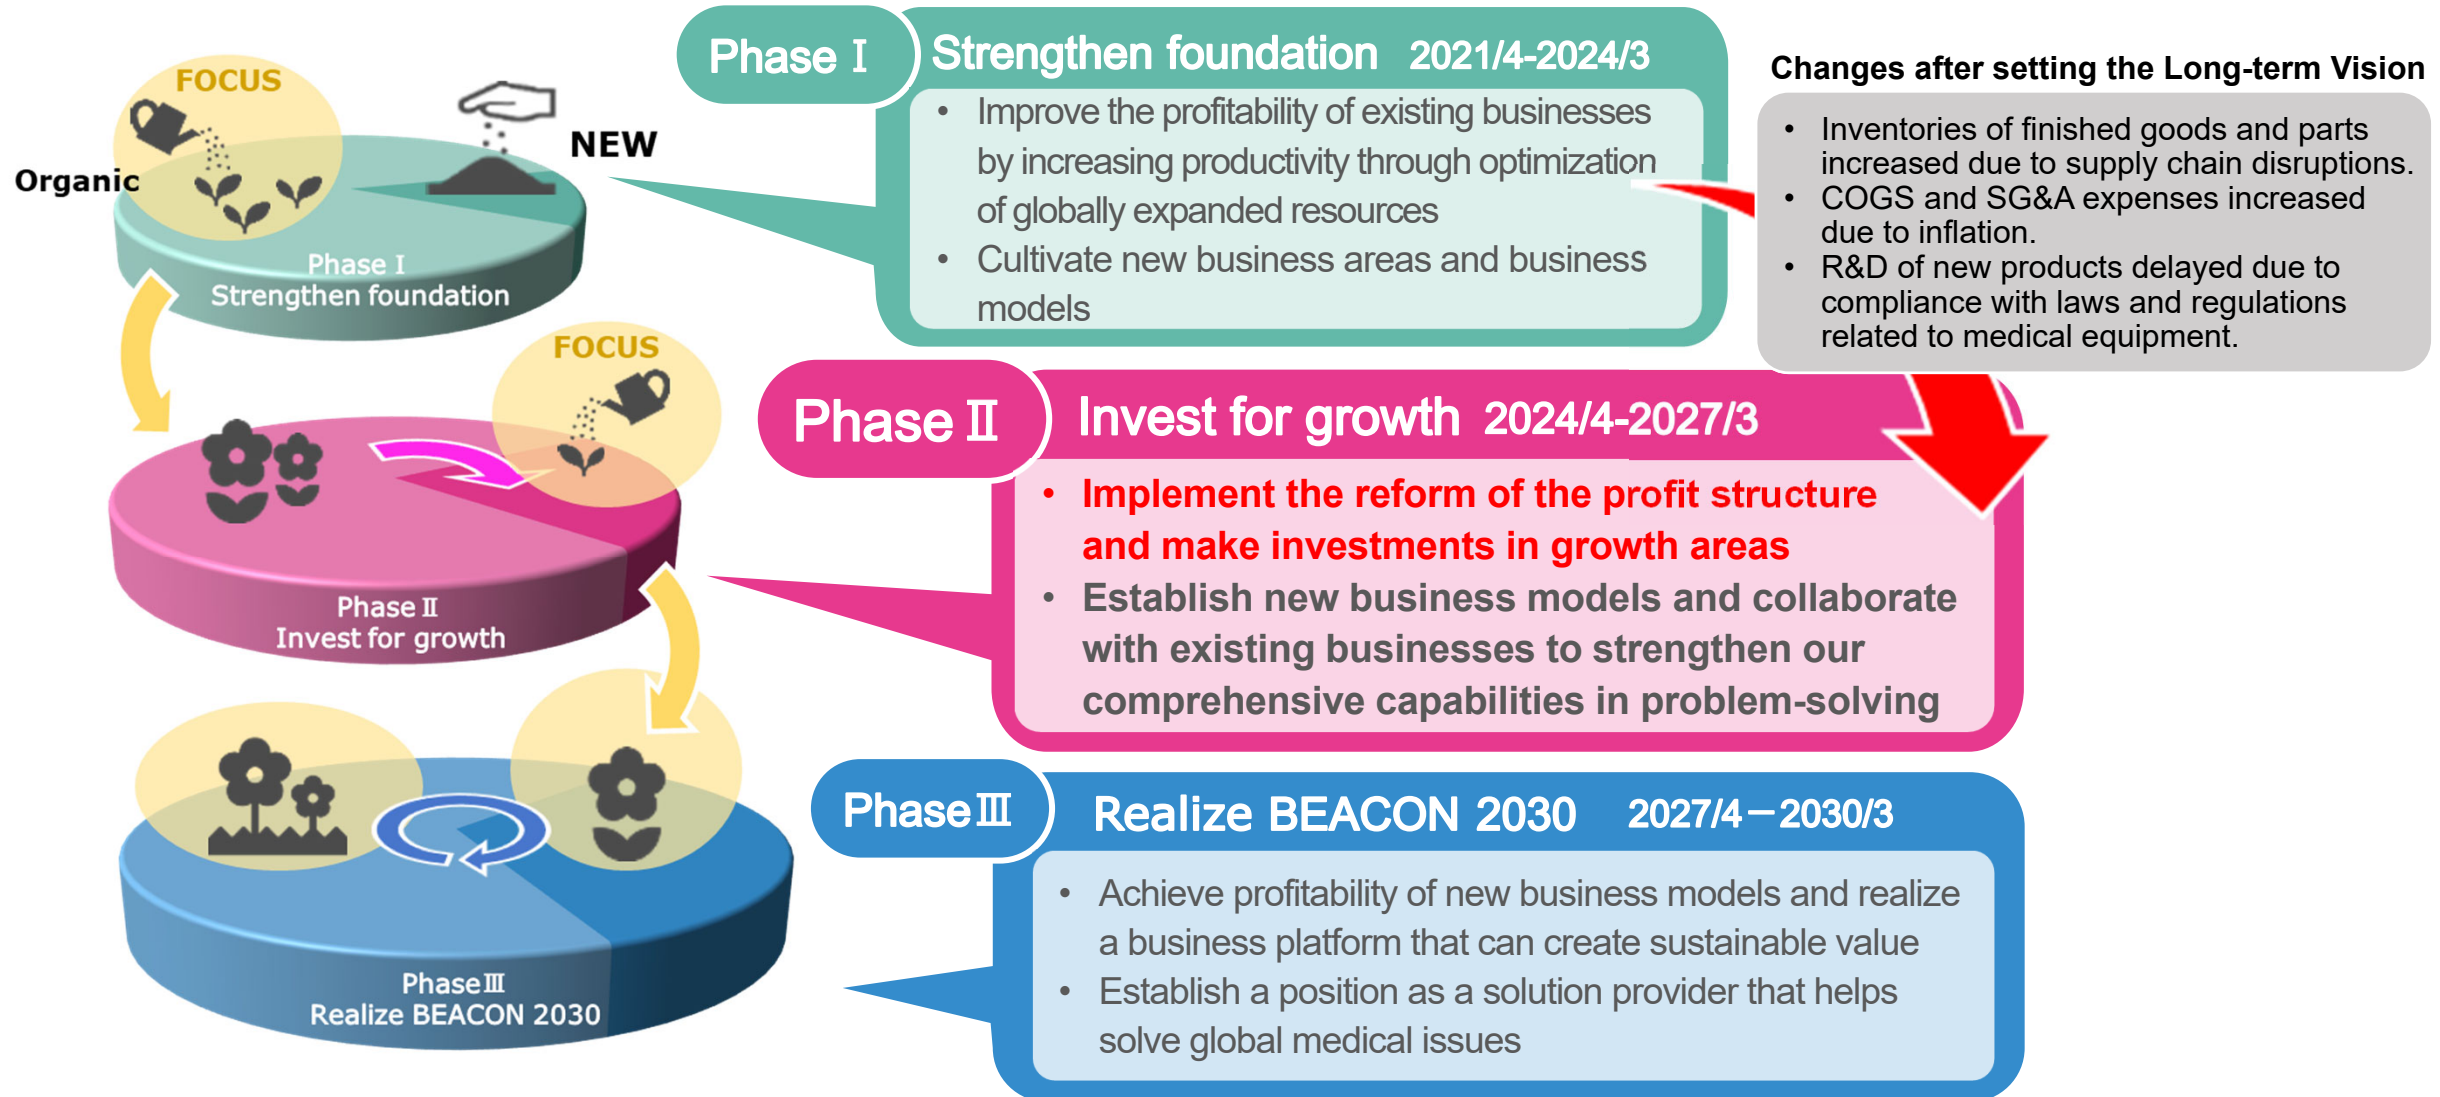 FOCUS
Organic
NEW
Phase Ⅰ
Strengthen foundation
FOCUS
Phase Ⅱ
Invest for growth
Phase Ⅲ
Realize BEACON 2030
Phase Ⅰ
Strengthen foundation 2021/4-2024/3
• Improve the profitability of existing businesses
by increasing productivity through optimization
of globally expanded resources
• Cultivate new business areas and business
models
Changes after setting the Long-term Vision
• Inventories of finished goods and parts
increased due to supply chain disruptions.
• COGS and SG&A expenses increased
due to inflation.
• R&D of new products delayed due to
compliance with laws and regulations
related to medical equipment.
Phase Ⅱ
Invest for growth 2024/4-2027/3
• Implement the reform of the profit structure
and make investments in growth areas
• Establish new business models and collaborate
with existing businesses to strengthen our
comprehensive capabilities in problem-solving
Phase Ⅲ
Realize BEACON 2030 2027/4－2030/3
• Achieve profitability of new business models and realize
a business platform that can create sustainable value
• Establish a position as a solution provider that helps
solve global medical issues